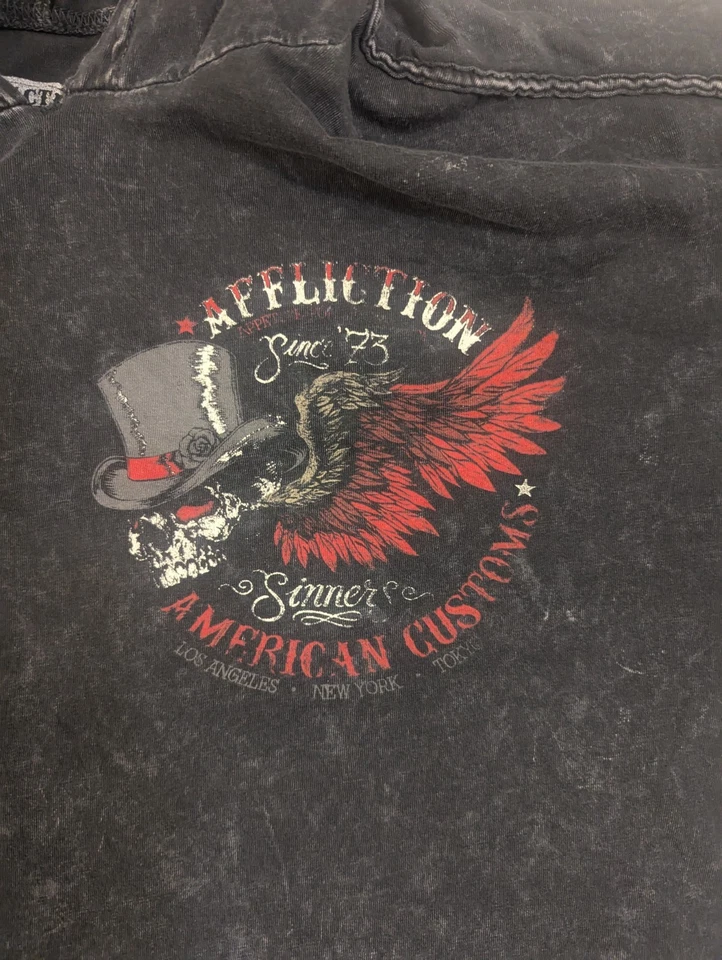 AFFLICTION
Since '73
Sinner
AMERICAN CUSTOMS
LOS ANGELES · NEW YORK · TOKYO